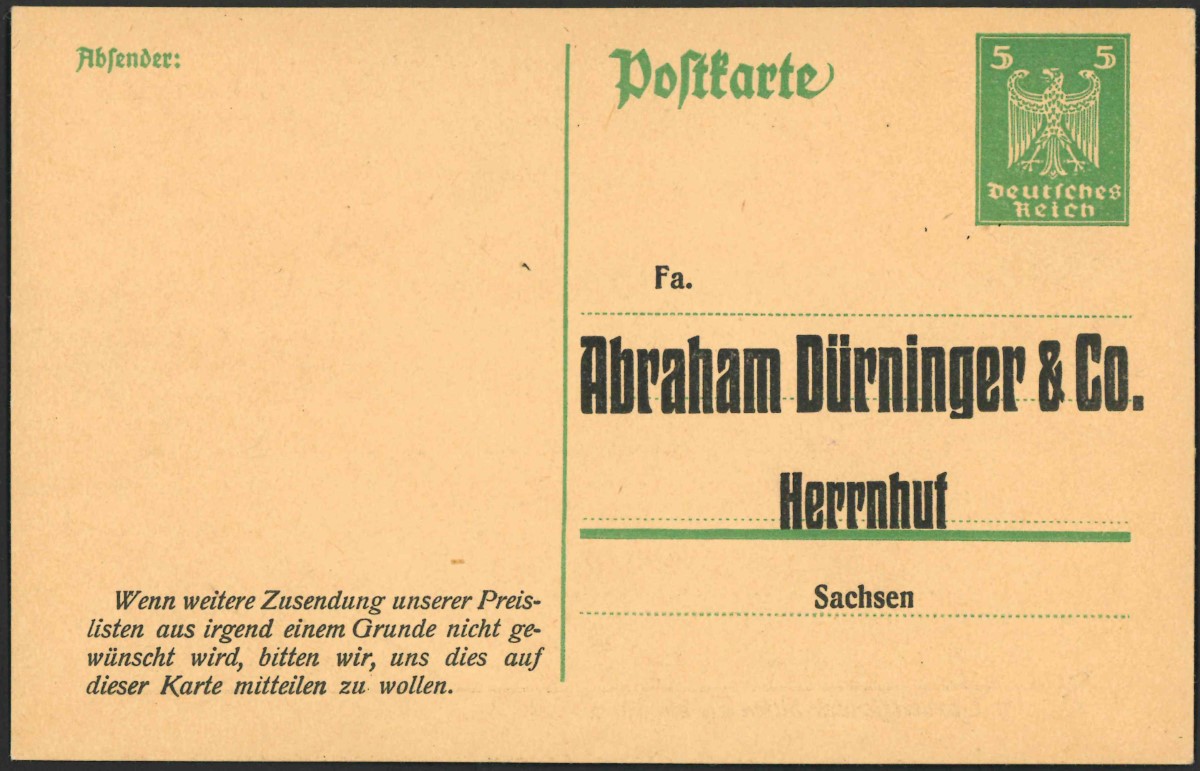 Absender:
Postkarte
5 5
Deutsches
Reich
Fa.
Abraham Dürninger & Co.
Herrnhut
Sachsen
Wenn weitere Zusendung unserer Preis-
listen aus irgend einem Grunde nicht ge-
wünscht wird, bitten wir, uns dies auf
dieser Karte mitteilen zu wollen.